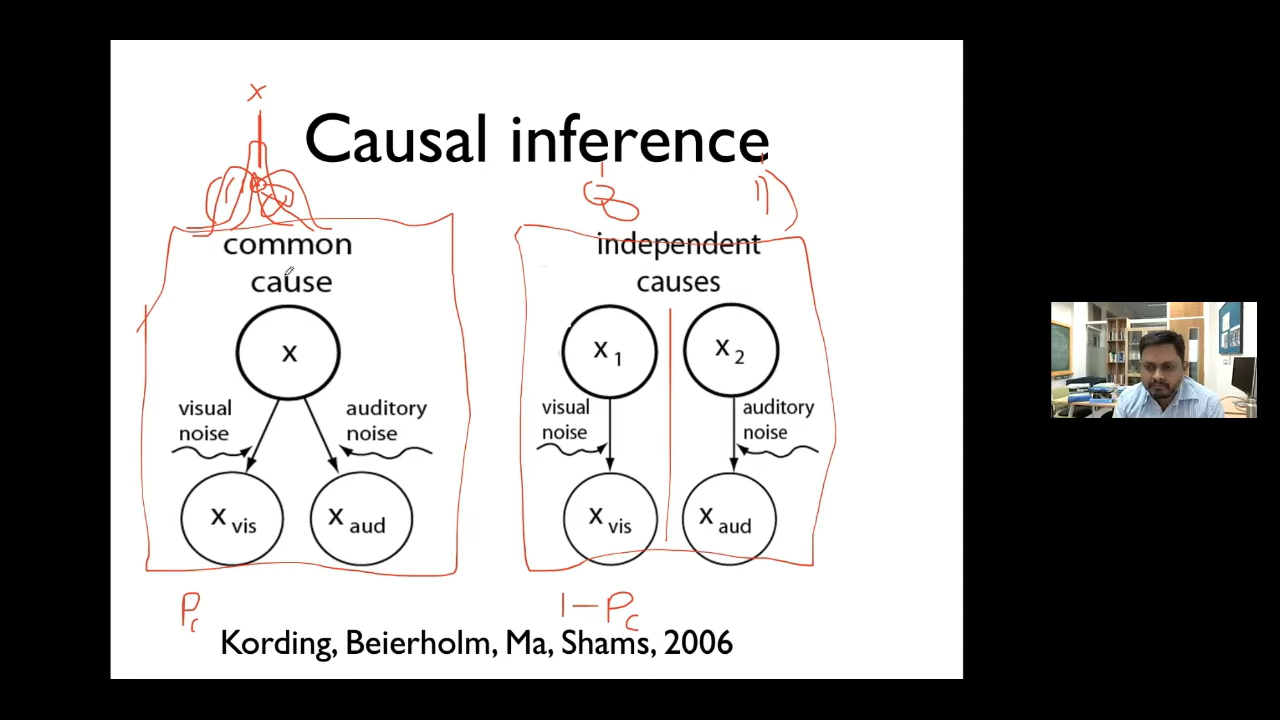 x
Causal inference
common
cause
independent
causes
x
x 1
x 2
visual
noise
auditory
noise
visual
noise
auditory
noise
x vis
x aud
x vis
x aud
Pc
1-Pc
Kording, Beierholm, Ma, Shams, 2006